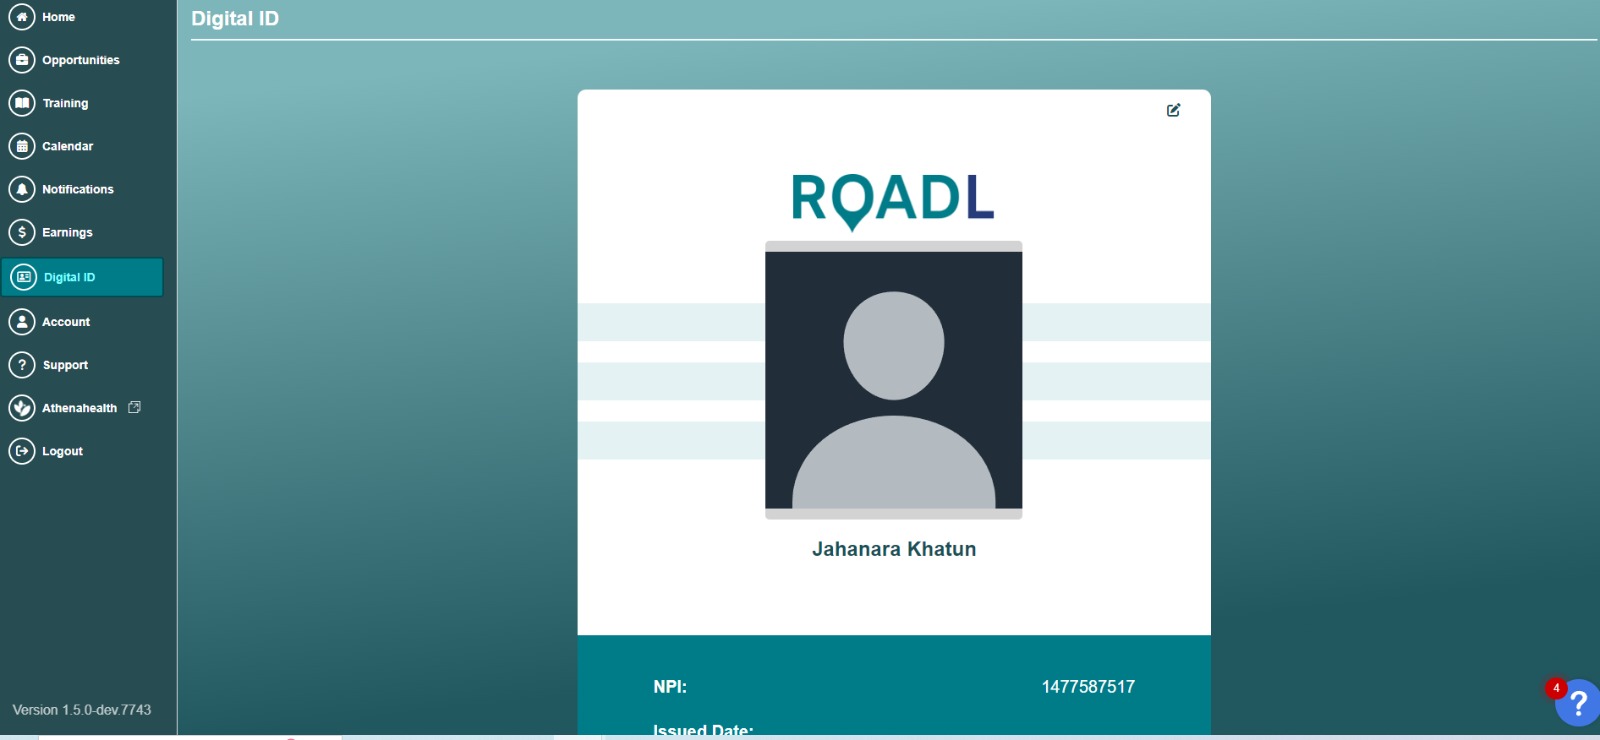 Home
Opportunities
Training
Calendar
Notifications
$ Earnings
Digital ID
Account
? Support
Athenahealth
Logout
Version 1.5.0-dev.7743
Digital ID
ROADL
Jahanara Khatun
NPI: 1477587517
Issued Date:
4
?